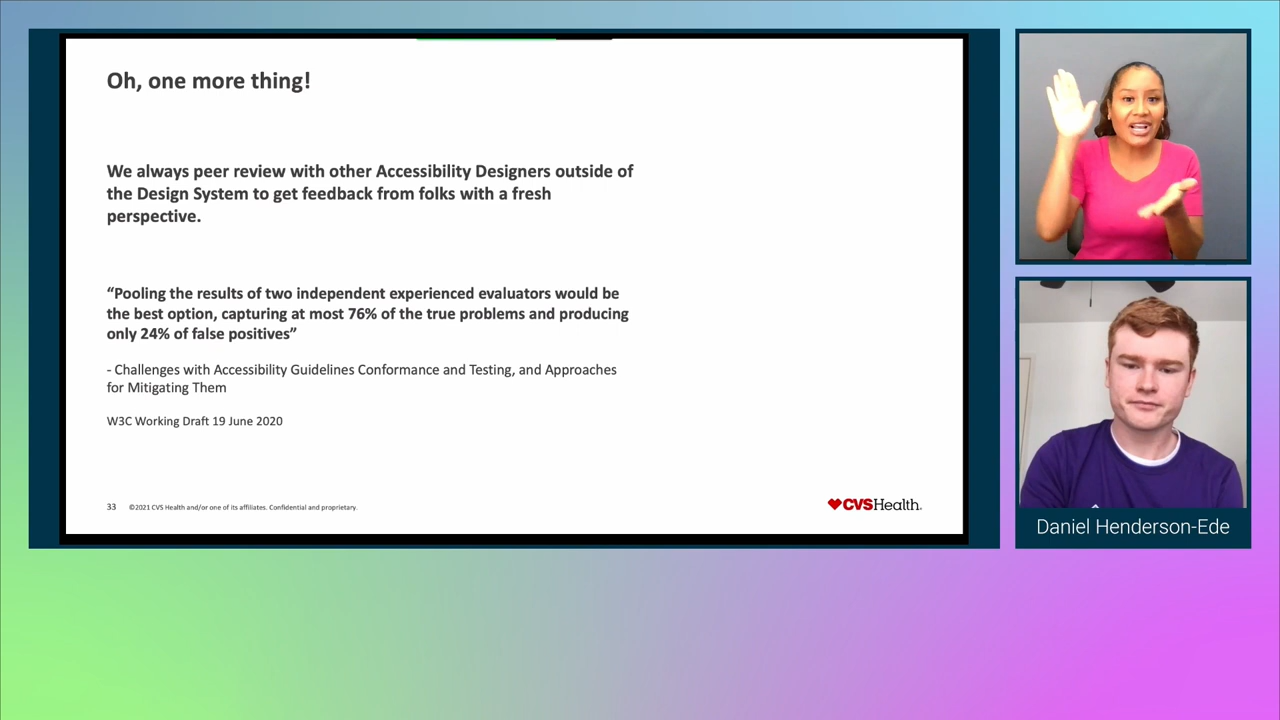 Oh, one more thing!
We always peer review with other Accessibility Designers outside of
the Design System to get feedback from folks with a fresh
perspective.
“Pooling the results of two independent experienced evaluators would be
the best option, capturing at most 76% of the true problems and producing
only 24% of false positives”
- Challenges with Accessibility Guidelines Conformance and Testing, and Approaches
for Mitigating Them
W3C Working Draft 19 June 2020
33 ©2021 CVS Health and/or one of its affiliates. Confidential and proprietary.
CVSHealth.
Daniel Henderson-Ede